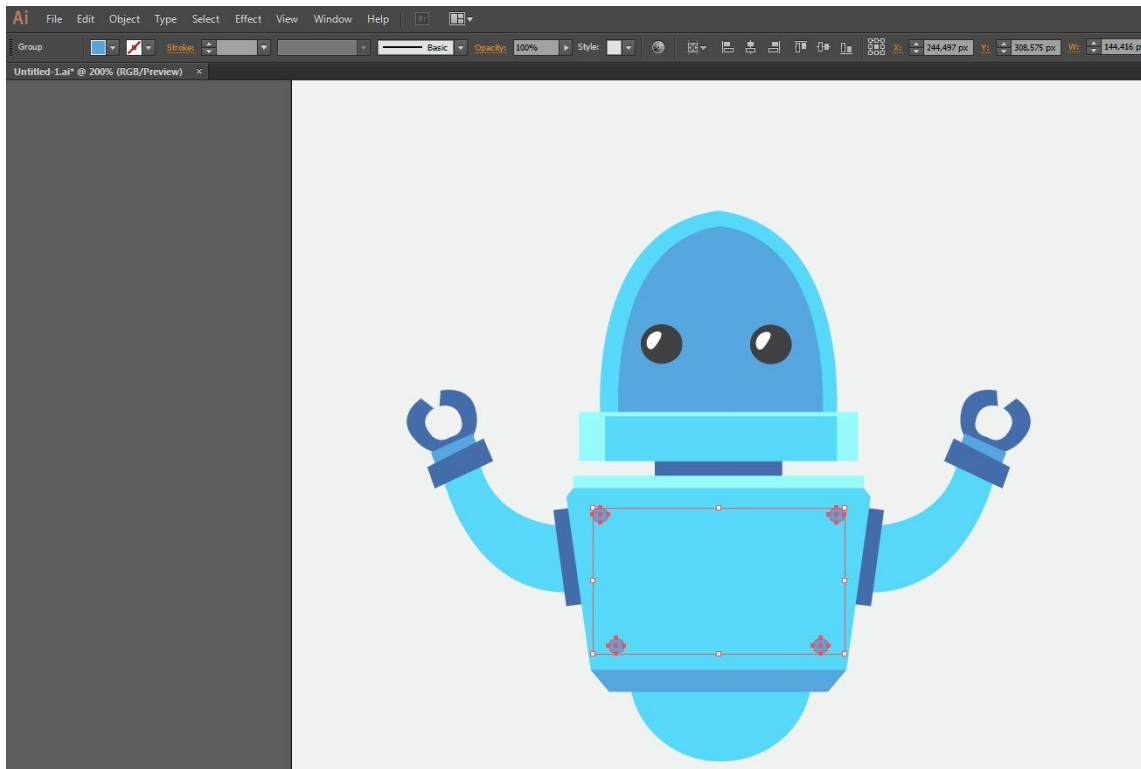 Ai File Edit Object Type Select Effect View Window Help Br
Group Stroke: Basic Opacity: 100% Style: X: 244,497 px Y: 308,575 px W: 144,416 p
Untitled-1.ai* @ 200% (RGB/Preview) ×